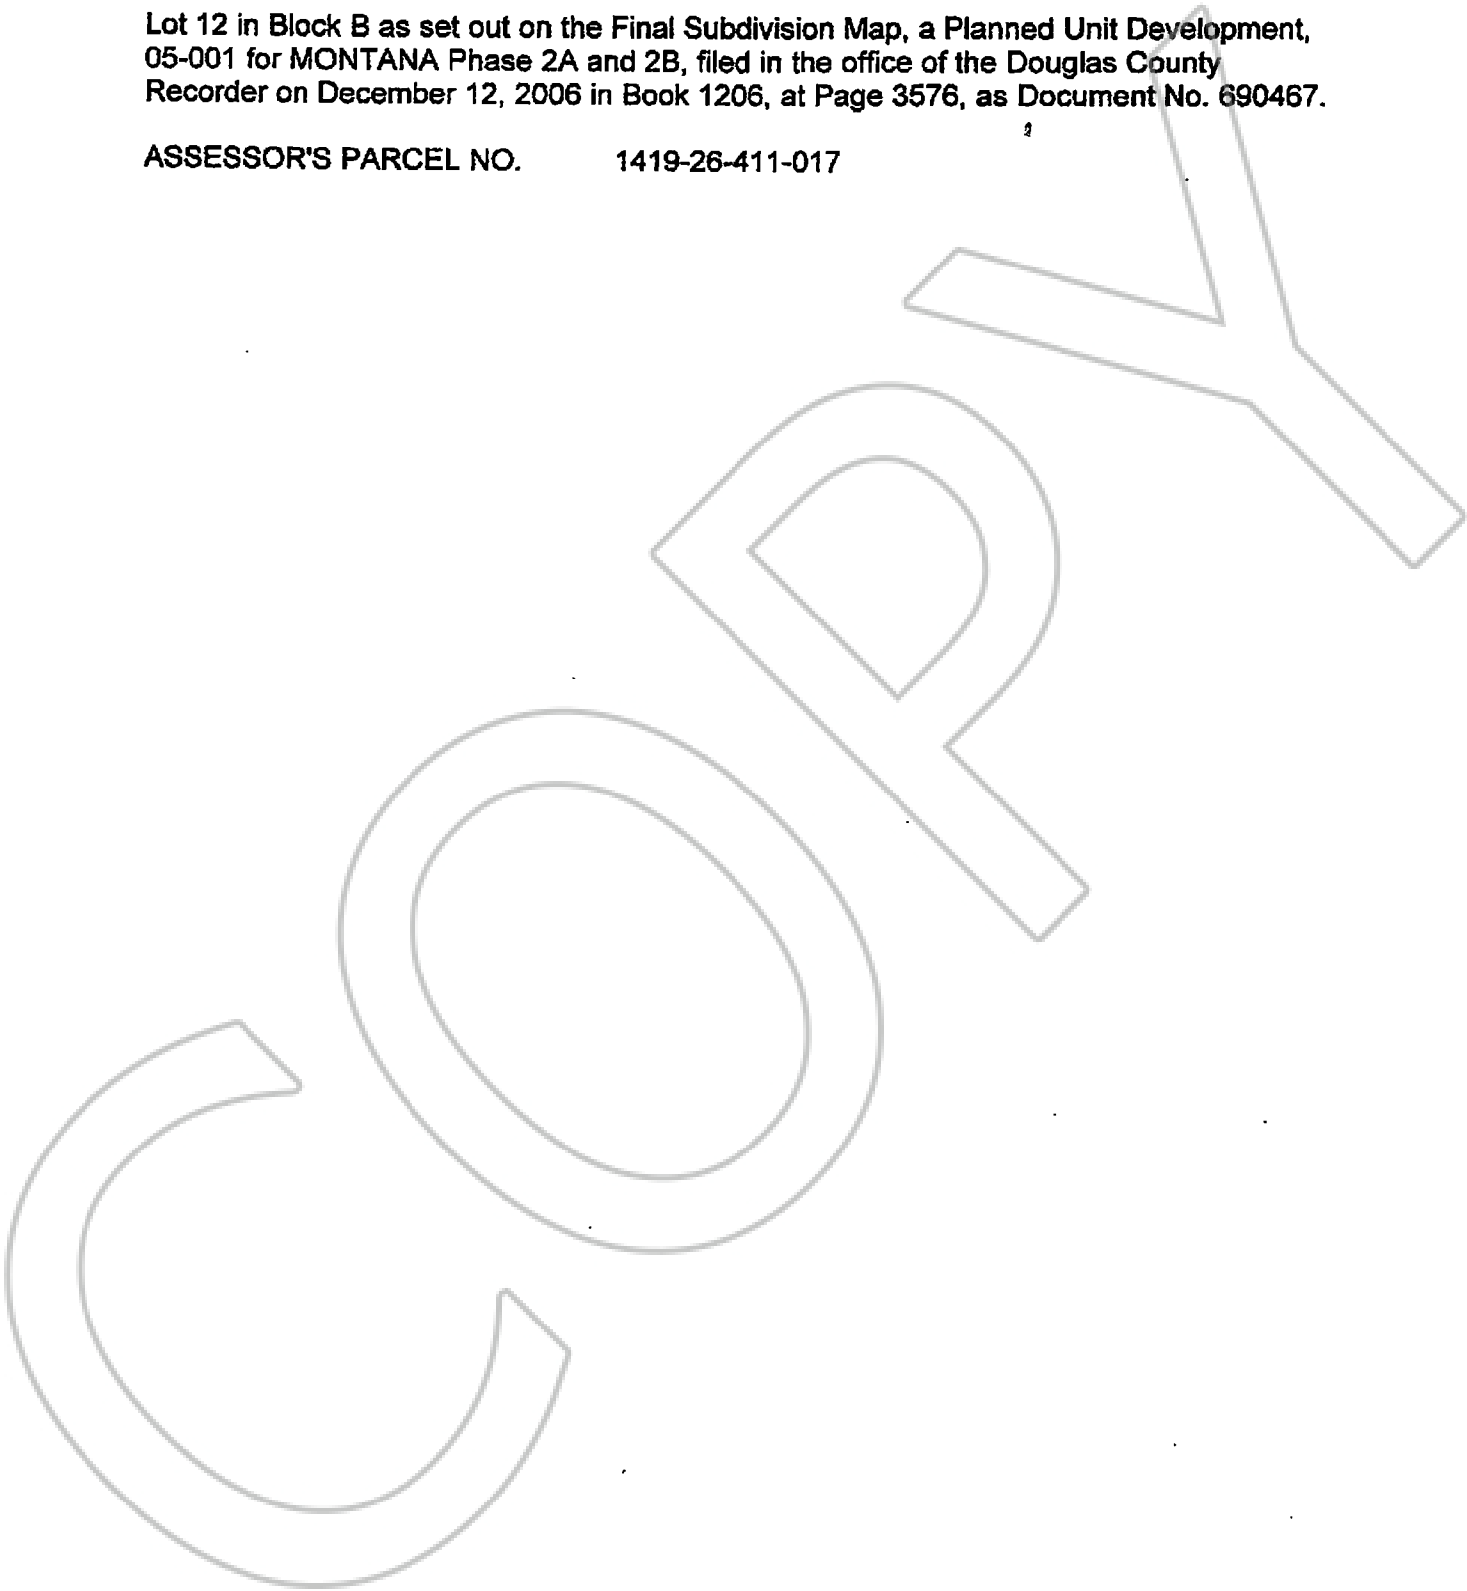 Lot 12 in Block B as set out on the Final Subdivision Map, a Planned Unit Development,
05-001 for MONTANA Phase 2A and 2B, filed in the office of the Douglas County
Recorder on December 12, 2006 in Book 1206, at Page 3576, as Document No. 690467.
ASSESSOR'S PARCEL NO. 1419-26-411-017
COPY